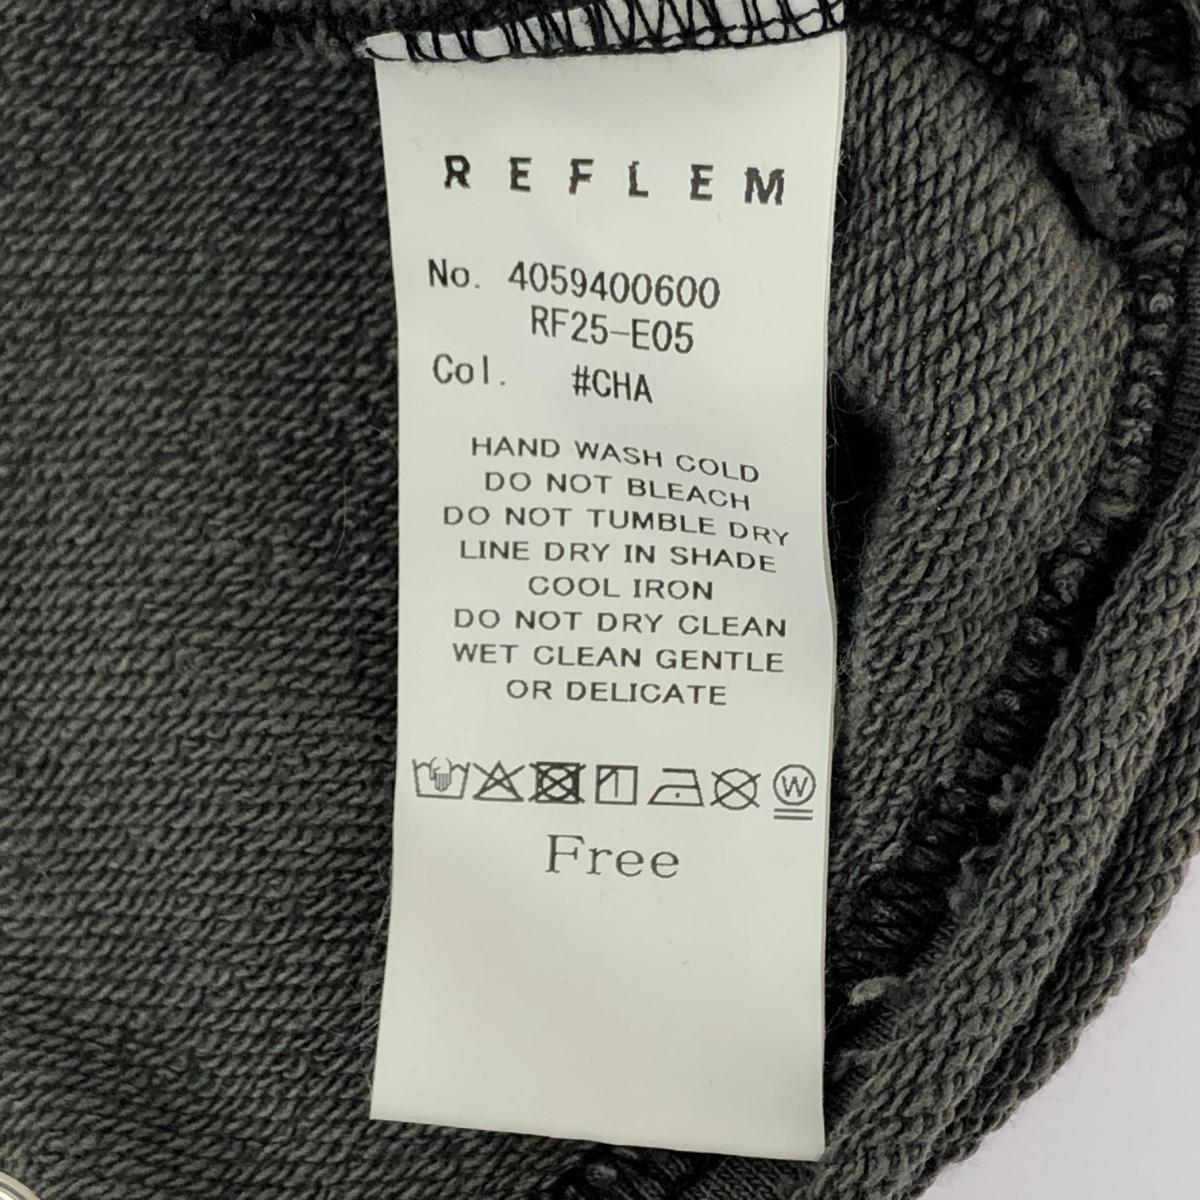 REFLEM
No. 4059400600
RF25-E05
Col. #CHA
HAND WASH COLD
DO NOT BLEACH
DO NOT TUMBLE DRY
LINE DRY IN SHADE
COOL IRON
DO NOT DRY CLEAN
WET CLEAN GENTLE
OR DELICATE
W
Free